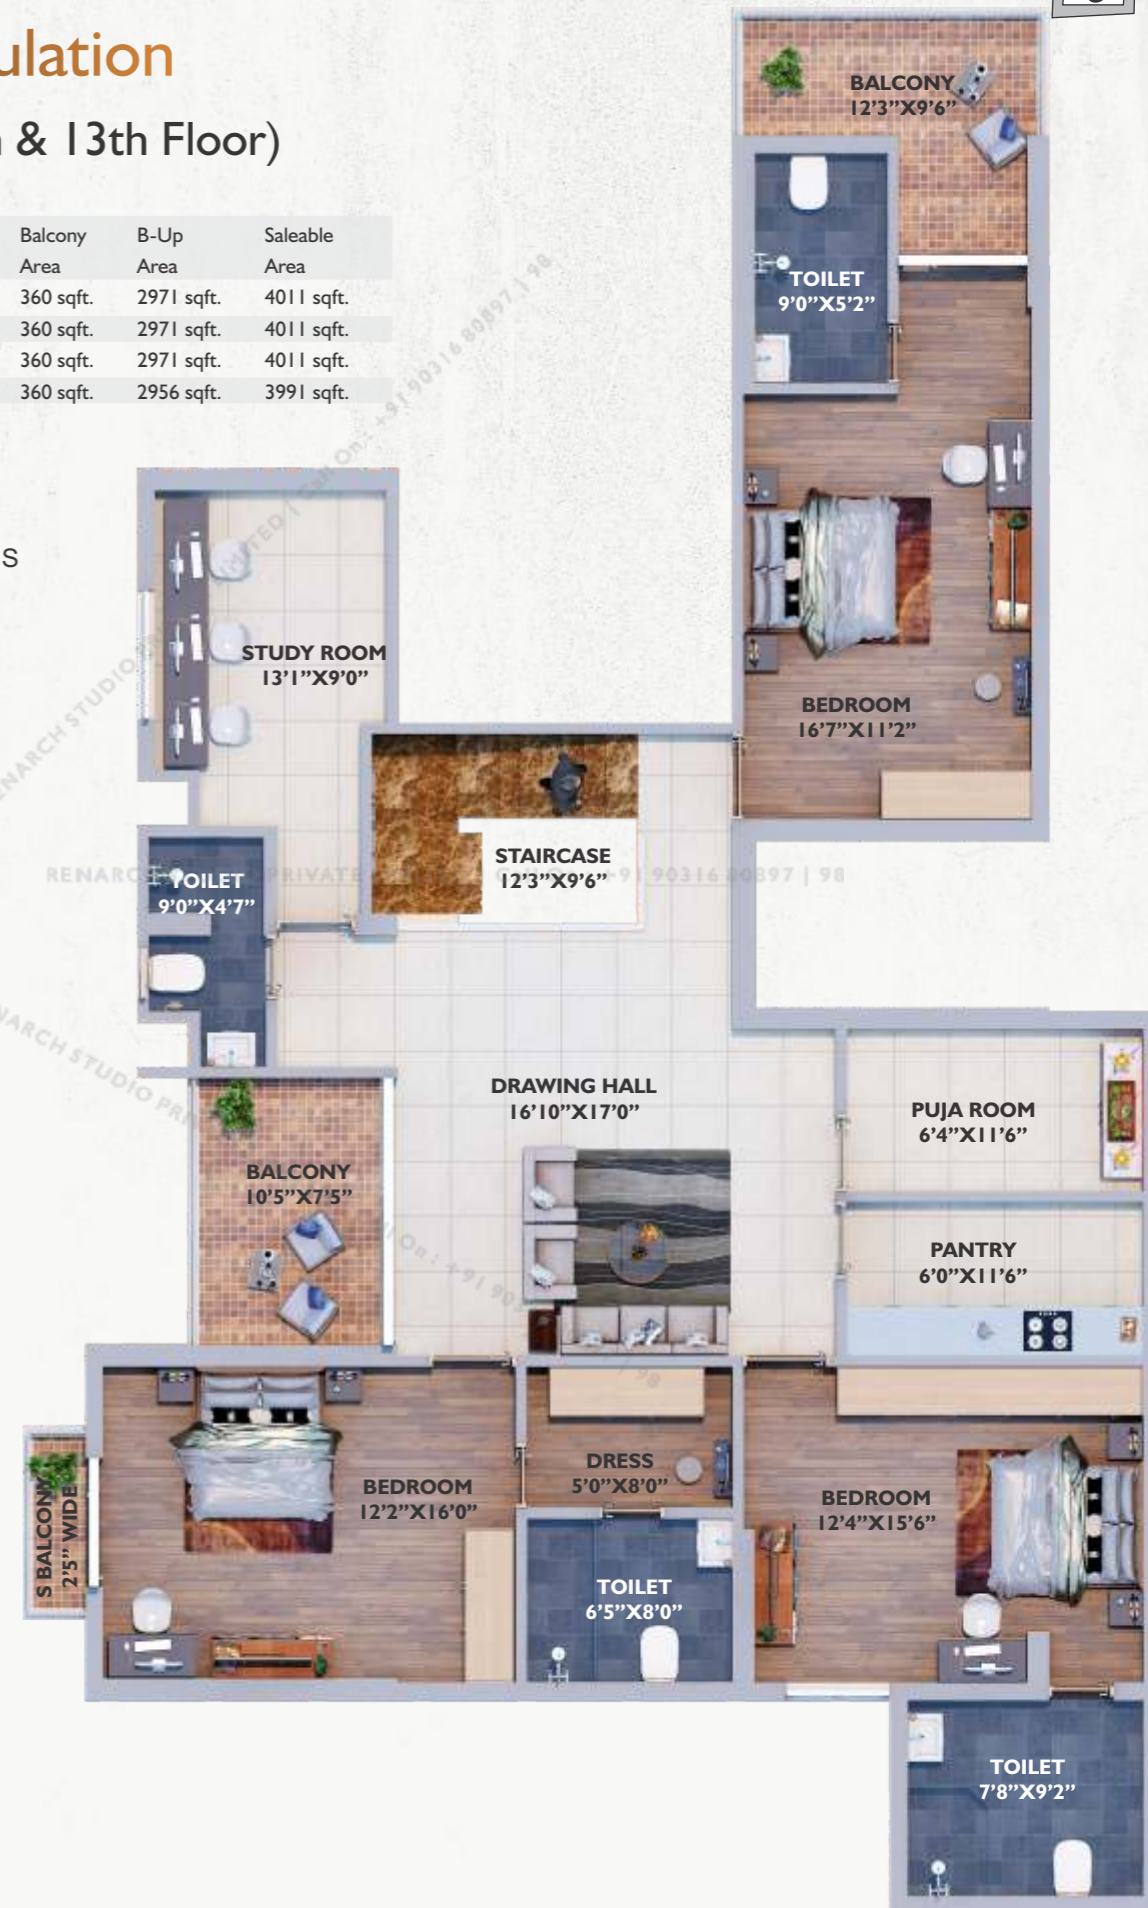 ulation
& 13th Floor)
Balcony B-Up Saleable
Area Area Area
360 sqft. 2971 sqft. 4011 sqft.
360 sqft. 2971 sqft. 4011 sqft.
360 sqft. 2971 sqft. 4011 sqft.
360 sqft. 2956 sqft. 3991 sqft.
S
BALCONY
12'3"X9'6"
TOILET
9'0"X5'2"
STUDY ROOM
13'1"X9'0"
BEDROOM
16'7"X11'2"
STAIRCASE
12'3"X9'6"
TOILET
9'0"X4'7"
DRAWING HALL
16'10"X17'0"
PUJA ROOM
6'4"X11'6"
BALCONY
10'5"X7'5"
PANTRY
6'0"X11'6"
S BALCONY
2'5" WIDE
BEDROOM
12'2"X16'0"
DRESS
5'0"X8'0"
BEDROOM
12'4"X15'6"
TOILET
6'5"X8'0"
TOILET
7'8"X9'2"